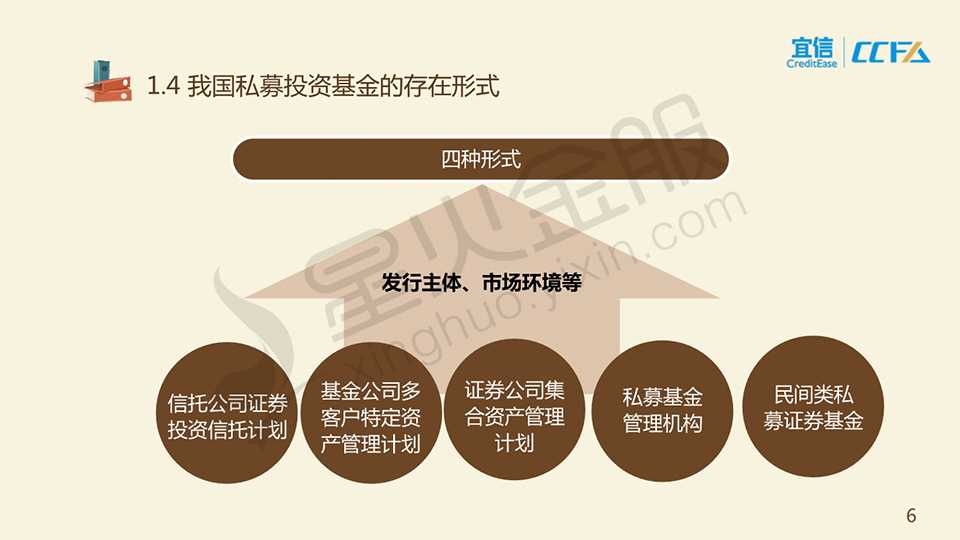 宜信
CreditEase
CCFA
1.4 我国私募投资基金的存在形式
四种形式
星火金服
xinghuo.yixin.com
发行主体、市场环境等
信托公司证券
投资信托计划
基金公司多
客户特定资
产管理计划
证券公司集
合资产管理
计划
私募基金
管理机构
民间类私
募证券基金
6